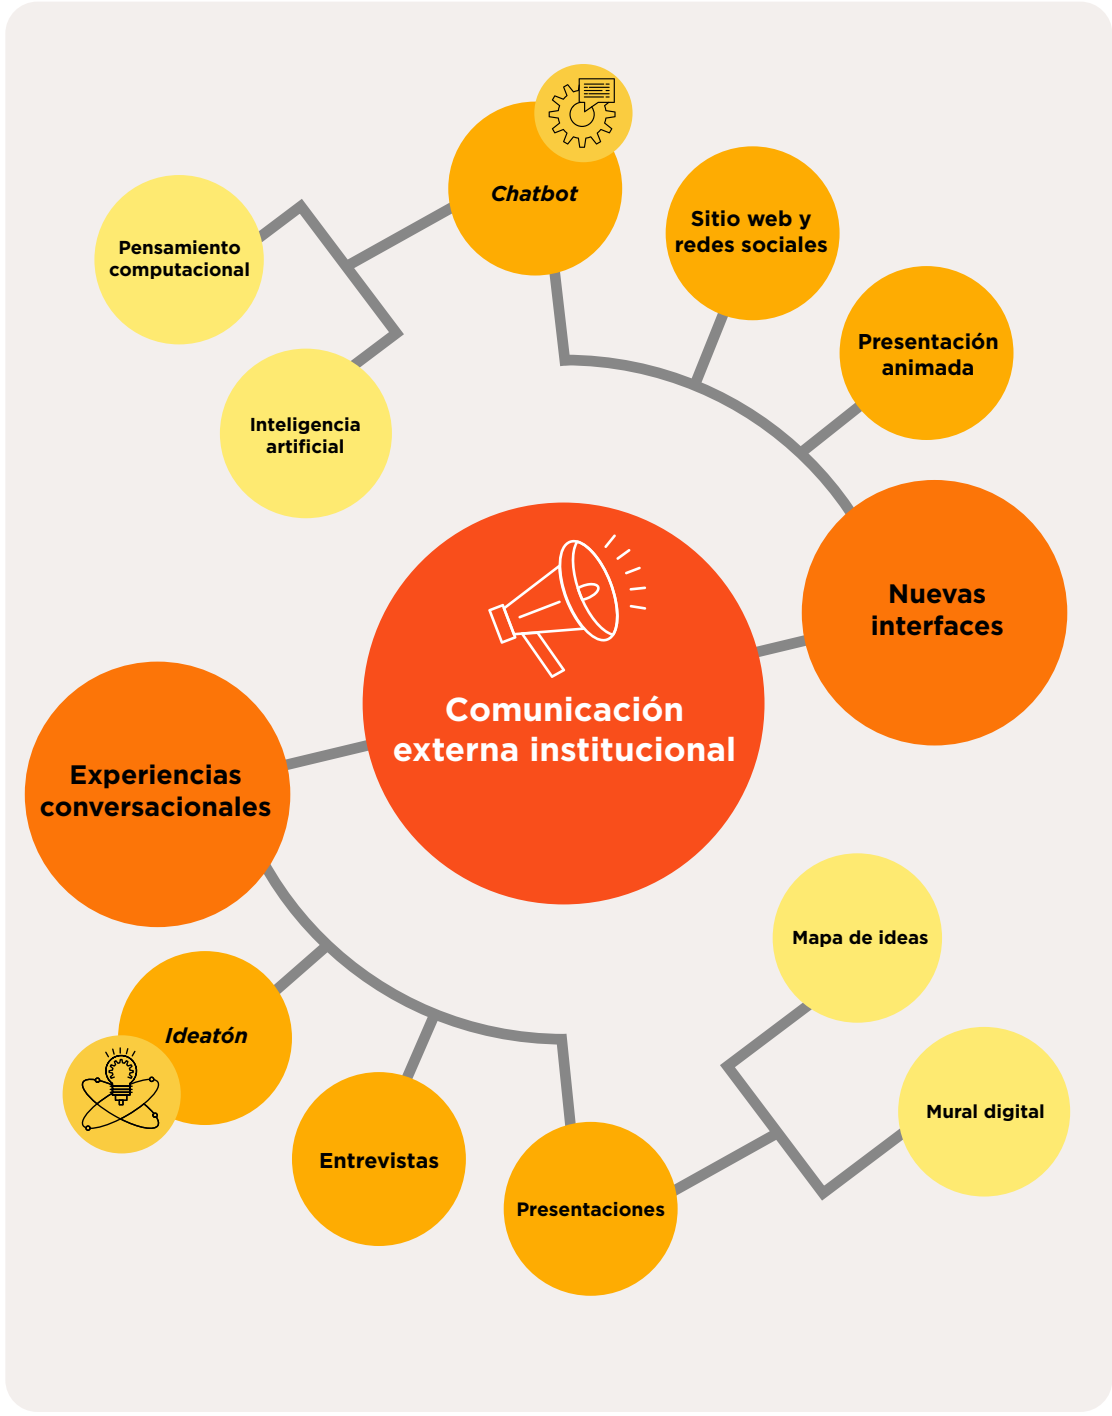 Chatbot
Sitio web y
redes sociales
Presentación
animada
Pensamiento
computacional
Inteligencia
artificial
Nuevas
interfaces
Comunicación
externa institucional
Experiencias
conversacionales
Ideatón
Entrevistas
Presentaciones
Mapa de ideas
Mural digital